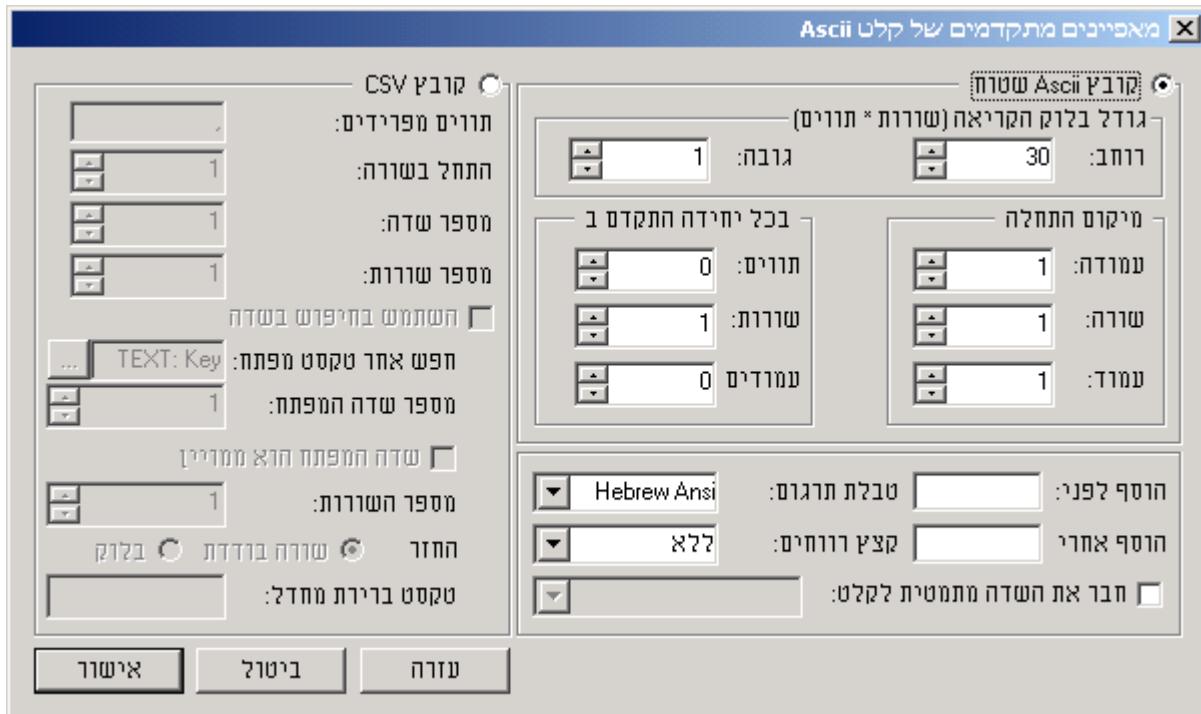 מאפיינים מתקדמים של קלט Ascii
קובץ Ascii שטוח
גודל בלוק הקריאה (שורות * תווים)
רוחב: 30 גובה: 1
מיקום התחלה
עמודה: 1
שורה: 1
עמוד: 1
בכל יחידה התקדם ב
תווים: 0
שורות: 1
עמודים 0
הוסף לפני: טבלת תרגום: Hebrew Ansi
הוסף אחרי קצץ רווחים: ללא
חבר את השדה מתמטית לקלט:
קובץ CSV
תווים מפרידים: ,
התחל בשורה: 1
מספר שדה: 1
מספר שורות: 1
השתמש בחיפוש בשדה
חפש אחר טקסט מפתח: TEXT: Key ...
מספר שדה המפתח: 1
שדה המפתח הוא ממויין
מספר השורות: 1
החזר שורה בודדת בלוק
טקסט ברירת מחדל:
עזרה ביטול אישור